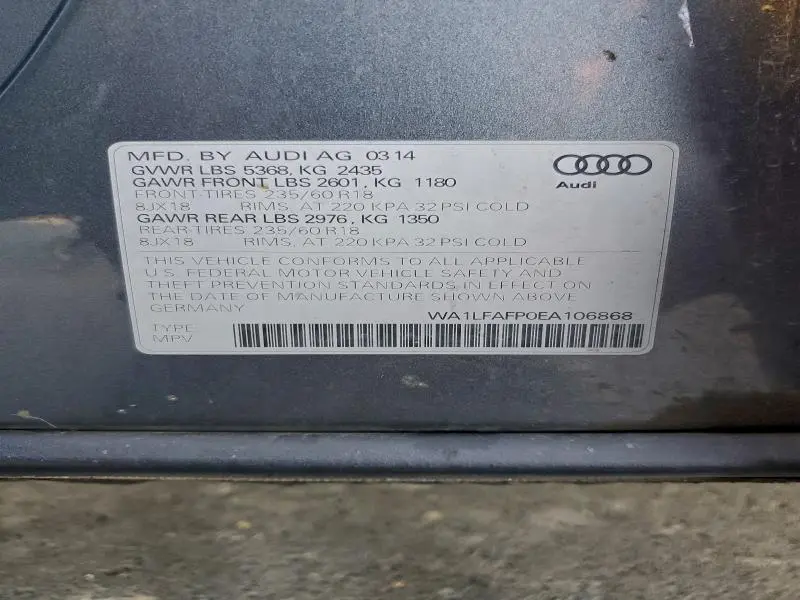 MFD. BY AUDI AG 0314
GVWR LBS 5368, KG 2435
GAWR FRONT LBS 2601, KG 1180
FRONT-TIRES 235/60 R18
8JX18 RIMS, AT 220 KPA 32 PSI COLD
GAWR REAR LBS 2976, KG 1350
REAR-TIRES 235/60 R18
8JX18 RIMS, AT 220 KPA 32 PSI COLD
Audi
THIS VEHICLE CONFORMS TO ALL APPLICABLE
U.S. FEDERAL MOTOR VEHICLE SAFETY AND
THEFT PREVENTION STANDARDS IN EFFECT ON
THE DATE OF MANUFACTURE SHOWN ABOVE
GERMANY WA1LFAFP0EA106868
TYPE:
MPV